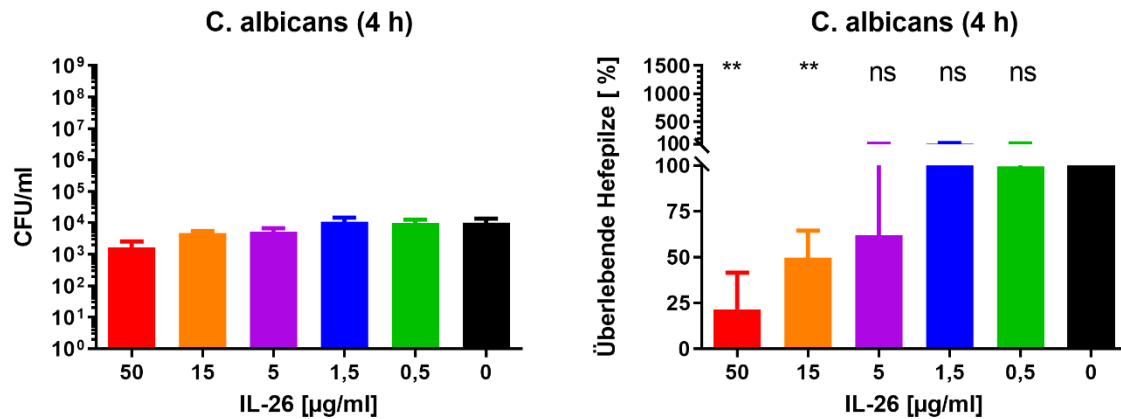 C. albicans (4 h)
CFU/ml
10⁹
10⁸
10⁷
10⁶
10⁵
10⁴
10³
10²
10¹
10⁰
50 15 5 1,5 0,5 0
IL-26 [µg/ml]
C. albicans (4 h)
Überlebende Hefepilze [ %]
1500
1000
500
100
100
75
50
25
0
** ** ns ns ns
50 15 5 1,5 0,5 0
IL-26 [µg/ml]